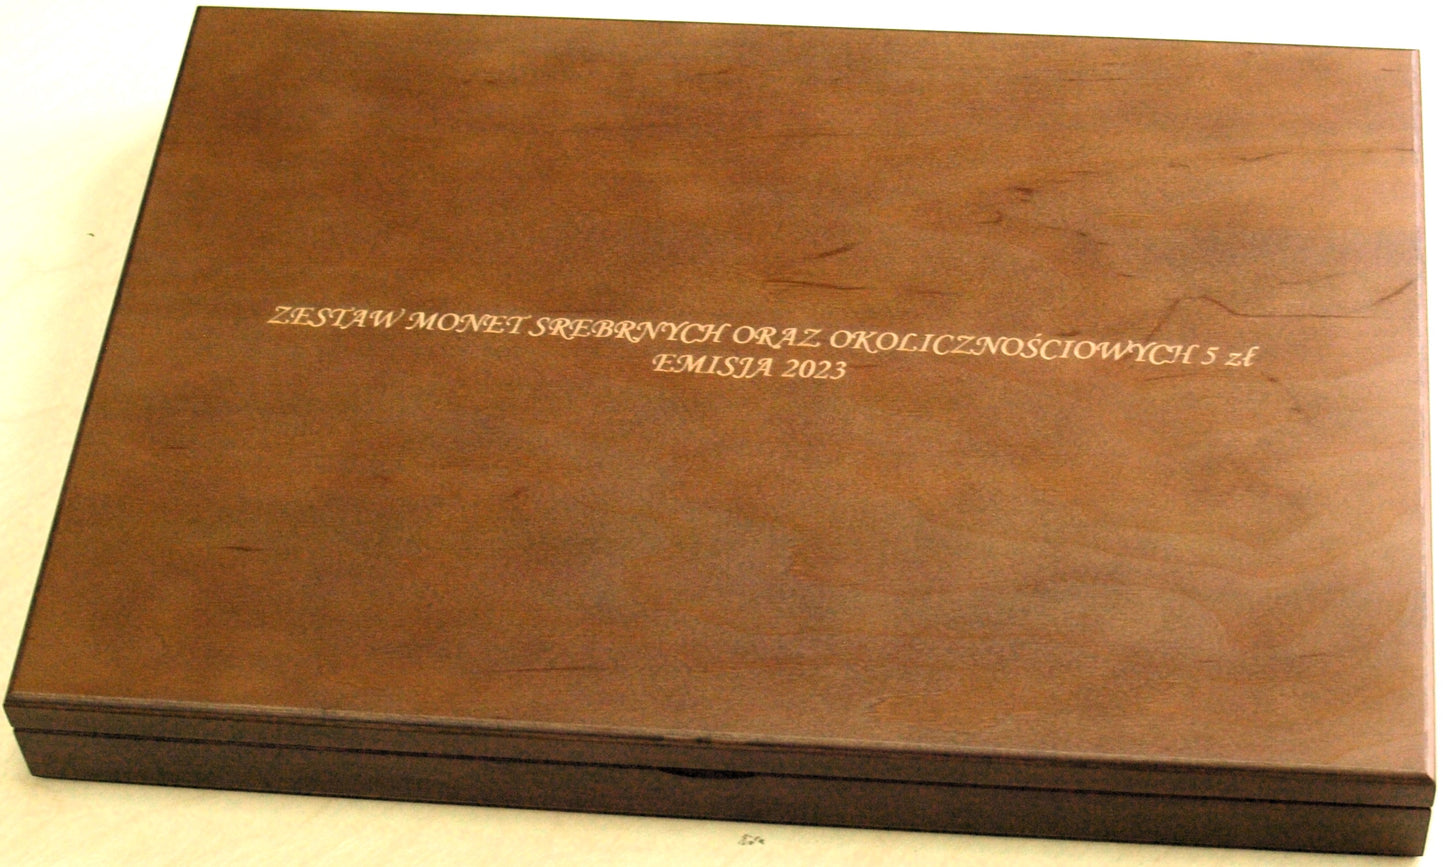 ZESTAW MONET SREBRNYCH ORAZ OKOLICZNOŚCIOWYCH 5 zł
EMISJA 2023